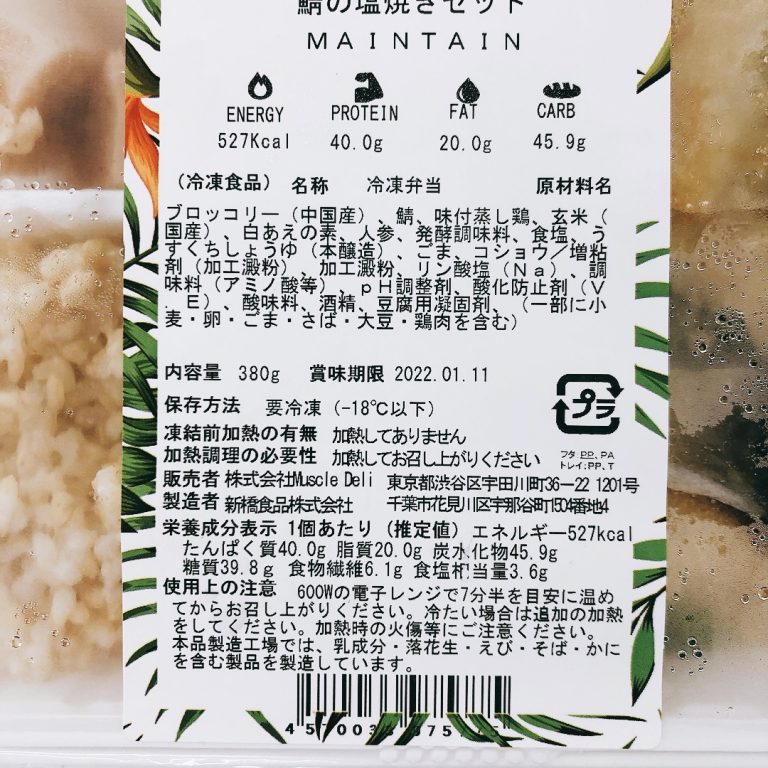 鯖の塩焼きセット
MAINTAIN
ENERGY PROTEIN FAT CARB
527Kcal 40.0g 20.0g 45.9g
(冷凍食品) 名称 冷凍弁当 原材料名
ブロッコリー(中国産)、鯖、味付蒸し鶏、玄米(
国産)、白あえの素、人参、発酵調味料、食塩、う
すくちしょうゆ(本醸造)、ごま、コショウ/増粘
剤(加工澱粉)、加工澱粉、リン酸塩(Na)、調
味料(アミノ酸等)、pH調整剤、酸化防止剤(V
.E)、酸味料、酒精、豆腐用凝固剤、(一部に小
麦・卵・ごま・さば・大豆・鶏肉を含む)
内容量 380g 賞味期限 2022.01.11
保存方法 要冷凍(-18℃以下)
プラ
フタ:PP、PA
トレイ:PP、T
凍結前加熱の有無 加熱してありません
加熱調理の必要性 加熱してお召し上がりください
販売者 株式会社Muscle Deli 東京都渋谷区宇田川町36-22 1201号
製造者 新橋食品株式会社 千葉市花見川区宇那谷町1504番地4
栄養成分表示 1個あたり(推定値) エネルギー527kcal
たんぱく質40.0g 脂質20.0g 炭水化物45.9g
糖質39.8g 食物繊維6.1g 食塩相当量3.6g
使用上の注意 600Wの電子レンジで7分半を目安に温め
てからお召し上がりください。冷たい場合は追加の加熱
をしてください。加熱時の火傷等にご注意ください。
本品製造工場では、乳成分・落花生・えび・そば・かに
を含む製品を製造しています。